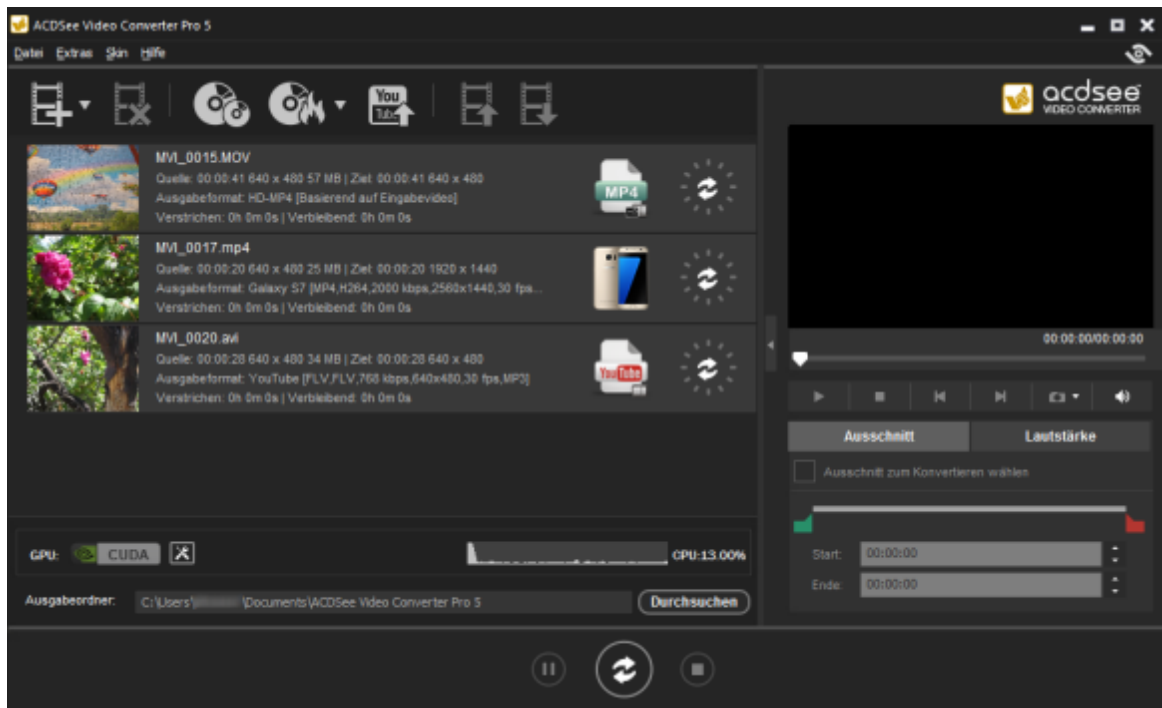 ACDSee Video Converter Pro 5
Datei Extras Skin Hilfe
You
Tube
acdsee
VIDEO CONVERTER
MVI_0015.MOV
Quelle: 00:00:41 640 x 480 57 MB | Ziel: 00:00:41 640 x 480
Ausgabeformat: HD-MP4 [Basierend auf Eingabevideo]
Verstrichen: 0h 0m 0s | Verbleibend: 0h 0m 0s
MP4
MVI_0017.mp4
Quelle: 00:00:20 640 x 480 25 MB | Ziel: 00:00:20 1920 x 1440
Ausgabeformat: Galaxy S7 [MP4,H264,2000 kbps,2560x1440,30 fps...
Verstrichen: 0h 0m 0s | Verbleibend: 0h 0m 0s
MVI_0020.avi
Quelle: 00:00:28 640 x 480 34 MB | Ziel: 00:00:28 640 x 480
Ausgabeformat: YouTube [FLV,FLV,768 kbps,640x480,30 fps,MP3]
Verstrichen: 0h 0m 0s | Verbleibend: 0h 0m 0s
YouTube
00:00:00/00:00:00
Ausschnitt Lautstärke
Ausschnitt zum Konvertieren wählen
Start: 00:00:00
Ende: 00:00:00
GPU: CUDA CPU:13.00%
Ausgabeordner: C:\Users\ \Documents\ACDSee Video Converter Pro 5 Durchsuchen